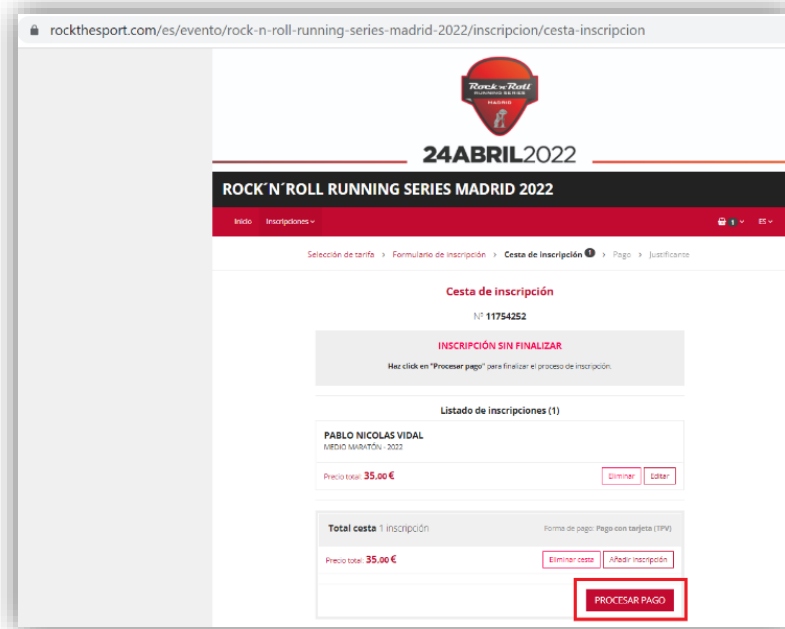 rockthesport.com/es/evento/rock-n-roll-running-series-madrid-2022/inscripcion/cesta-inscripcion
Rock 'n' Roll
RUNNING SERIES
MADRID
24ABRIL2022
ROCK´N´ROLL RUNNING SERIES MADRID 2022
Inicio Inscripciones 1 ES
Selección de tarifa > Formulario de inscripción > Cesta de inscripción 1 > Pago > Justificante
Cesta de inscripción
Nº 11754252
INSCRIPCIÓN SIN FINALIZAR
Haz click en "Procesar pago" para finalizar el proceso de inscripción.
Listado de inscripciones (1)
PABLO NICOLAS VIDAL
MEDIO MARATÓN - 2022
Precio total: 35,00 € Eliminar Editar
Total cesta 1 inscripción Forma de pago: Pago con tarjeta (TPV)
Precio total: 35,00 € Eliminar cesta Añadir inscripción
PROCESAR PAGO